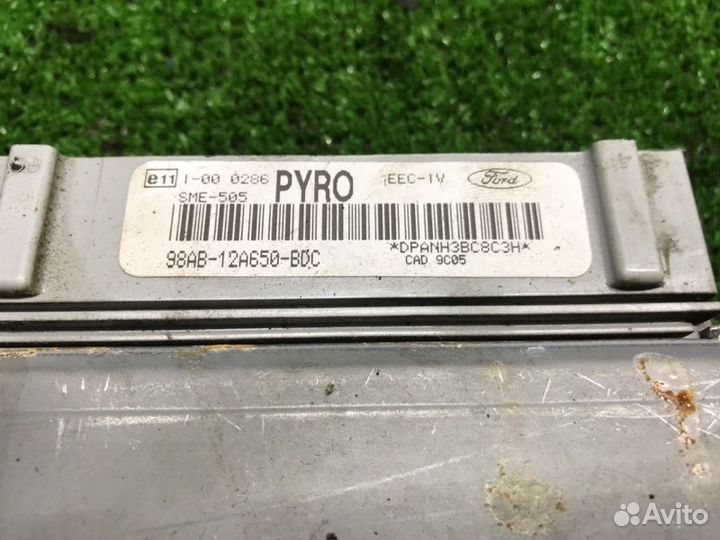 e11 I-00 0286 PYRO EEC-IV Ford
SME-505
*DPANH3BC8C3H*
98AB-12A650-BDC CAD 9C05
Avito